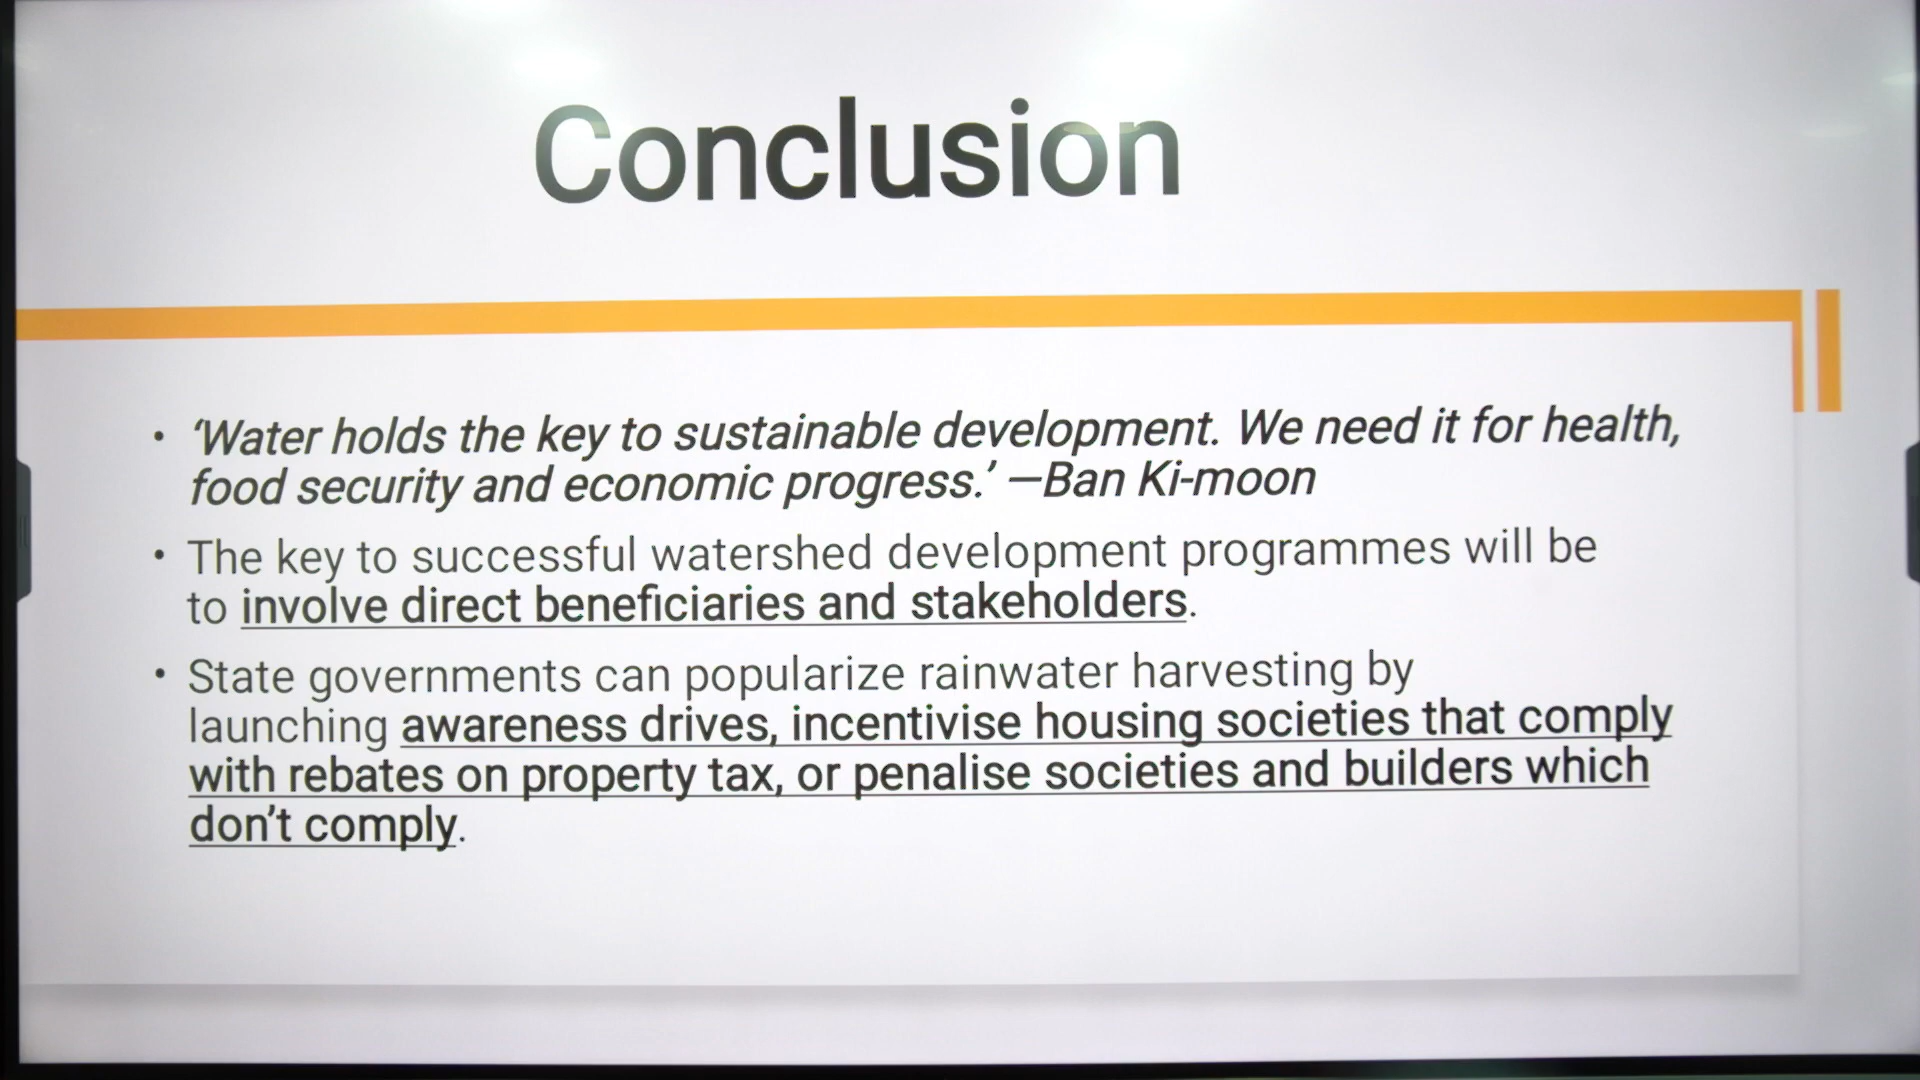 Conclusion
• ‘Water holds the key to sustainable development. We need it for health,
food security and economic progress.’ —Ban Ki-moon
• The key to successful watershed development programmes will be
to involve direct beneficiaries and stakeholders.
• State governments can popularize rainwater harvesting by
launching awareness drives, incentivise housing societies that comply
with rebates on property tax, or penalise societies and builders which
don’t comply.